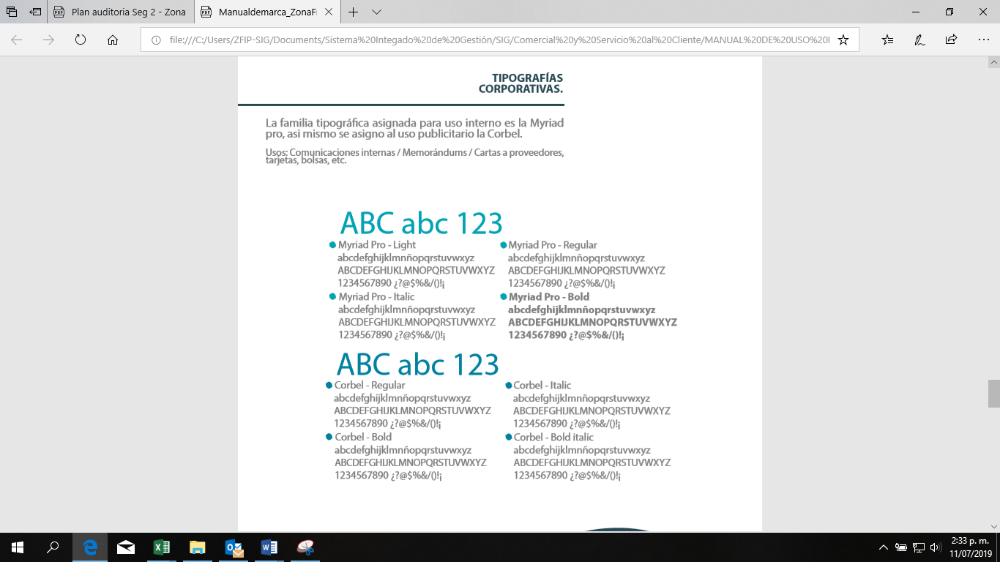 Plan auditoria Seg 2 - Zona
Manualdemarca_ZonaFr
file:///C:/Users/ZFIP-SIG/Documents/Sistema%20Integado%20de%20Gestión/SIG/Comercial%20y%20Servicio%20al%20Cliente/MANUAL%20DE%20USO%20
TIPOGRAFÍAS
CORPORATIVAS.
La familia tipográfica asignada para uso interno es la Myriad
pro, asi mismo se asigno al uso publicitario la Corbel.
Usos: Comunicaciones internas / Memorándums / Cartas a proveedores,
tarjetas, bolsas, etc.
ABC abc 123
Myriad Pro - Light
abcdefghijklmnñopqrstuvwxyz
ABCDEFGHIJKLMNOPQRSTUVWXYZ
1234567890 ¿?@$%&/()!¡
Myriad Pro - Regular
abcdefghijklmnñopqrstuvwxyz
ABCDEFGHIJKLMNOPQRSTUVWXYZ
1234567890 ¿?@$%&/()!¡
Myriad Pro - Italic
abcdefghijklmnñopqrstuvwxyz
ABCDEFGHIJKLMNOPQRSTUVWXYZ
1234567890 ¿?@$%&/()!¡
Myriad Pro - Bold
abcdefghijklmnñopqrstuvwxyz
ABCDEFGHIJKLMNOPQRSTUVWXYZ
1234567890 ¿?@$%&/()!¡
ABC abc 123
Corbel - Regular
abcdefghijklmnñopqrstuvwxyz
ABCDEFGHIJKLMNOPQRSTUVWXYZ
1234567890 ¿?@$%&/()!¡
Corbel - Italic
abcdefghijklmnñopqrstuvwxyz
ABCDEFGHIJKLMNOPQRSTUVWXYZ
1234567890 ¿?@$%&/()!¡
Corbel - Bold
abcdefghijklmnñopqrstuvwxyz
ABCDEFGHIJKLMNOPQRSTUVWXYZ
1234567890 ¿?@$%&/()!¡
Corbel - Bold italic
abcdefghijklmnñopqrstuvwxyz
ABCDEFGHIJKLMNOPQRSTUVWXYZ
1234567890 ¿?@$%&/()!¡
2:33 p. m.
11/07/2019